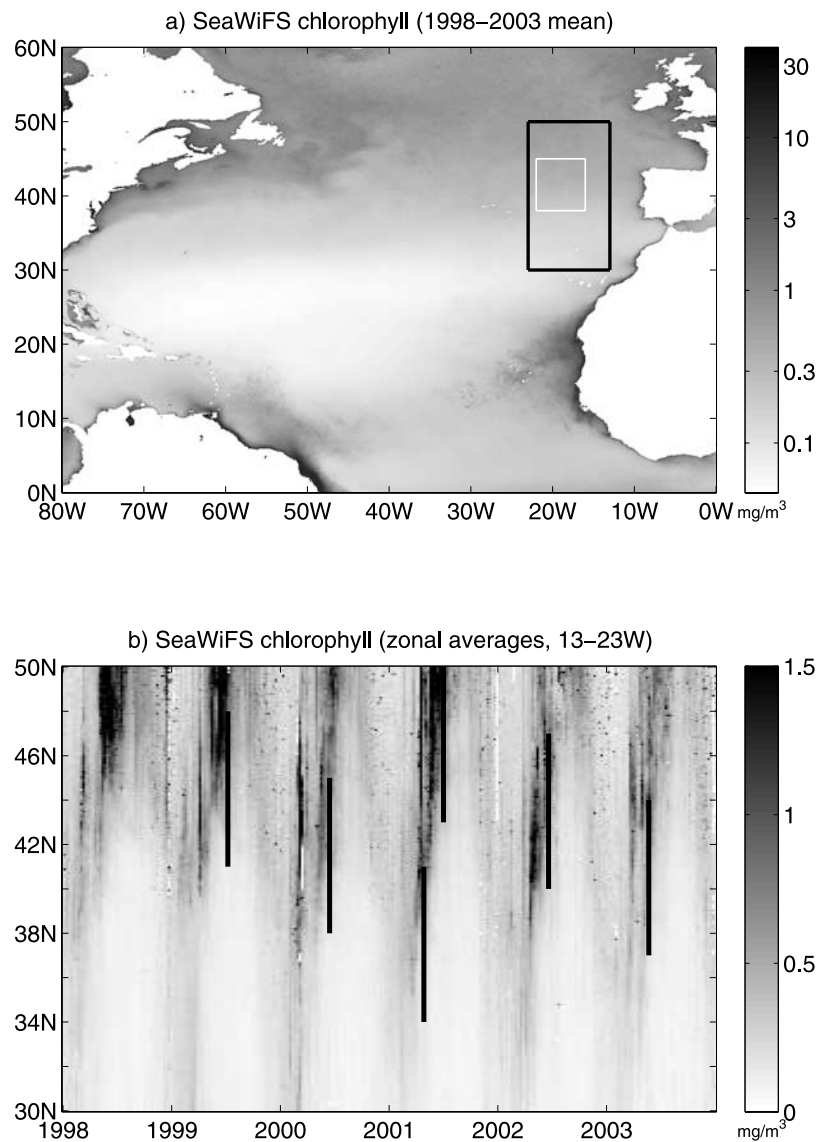 a) SeaWiFS chlorophyll (1998−2003 mean)
60N
50N
40N
30N
20N
10N
0N
80W 70W 60W 50W 40W 30W 20W 10W 0W
30
10
3
1
0.3
0.1
mg/m³
b) SeaWiFS chlorophyll (zonal averages, 13−23W)
50N
46N
42N
38N
34N
30N
1998 1999 2000 2001 2002 2003
1.5
1
0.5
0
mg/m³